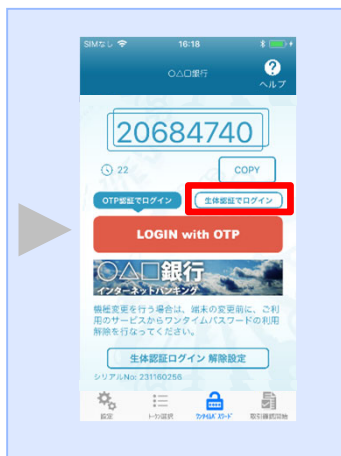 SIMなし 16:18
○△□銀行
?
ヘルプ
20684740
22 COPY
OTP認証でログイン 生体認証でログイン
LOGIN with OTP
○△□銀行
インターネットバンキング
機種変更を行う場合は、端末の変更前に、ご利
用のサービスからワンタイムパスワードの利用
解除を行なってください。
生体認証ログイン 解除設定
シリアルNo: 231160256
設定 トークン選択 ワンタイムパスワード 取引確認開始